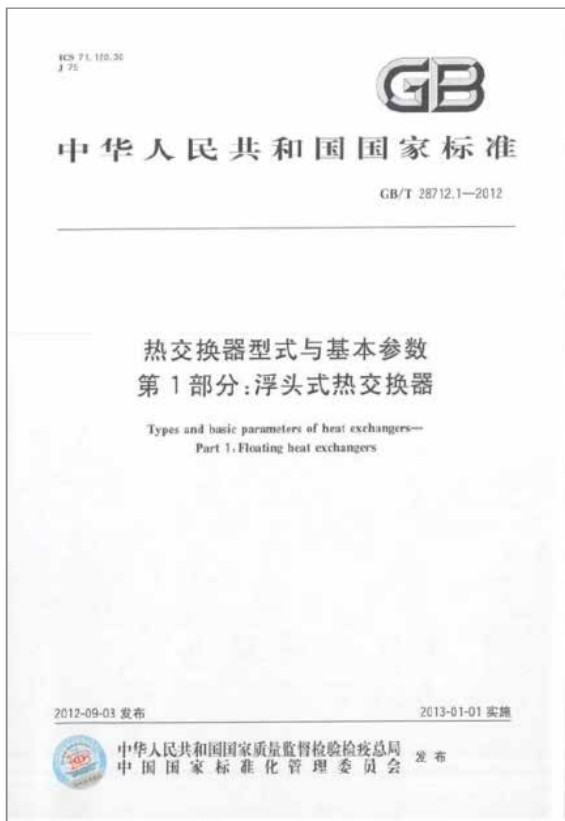 ICS 71.120.30
J 75
GB
中华人民共和国国家标准
GB/T 28712.1—2012
热交换器型式与基本参数
第1部分：浮头式热交换器
Types and basic parameters of heat exchangers—
Part 1: Floating heat exchangers
2012-09-03 发布
2013-01-01 实施
中华人民共和国国家质量监督检验检疫总局
中国国家标准化管理委员会
发布